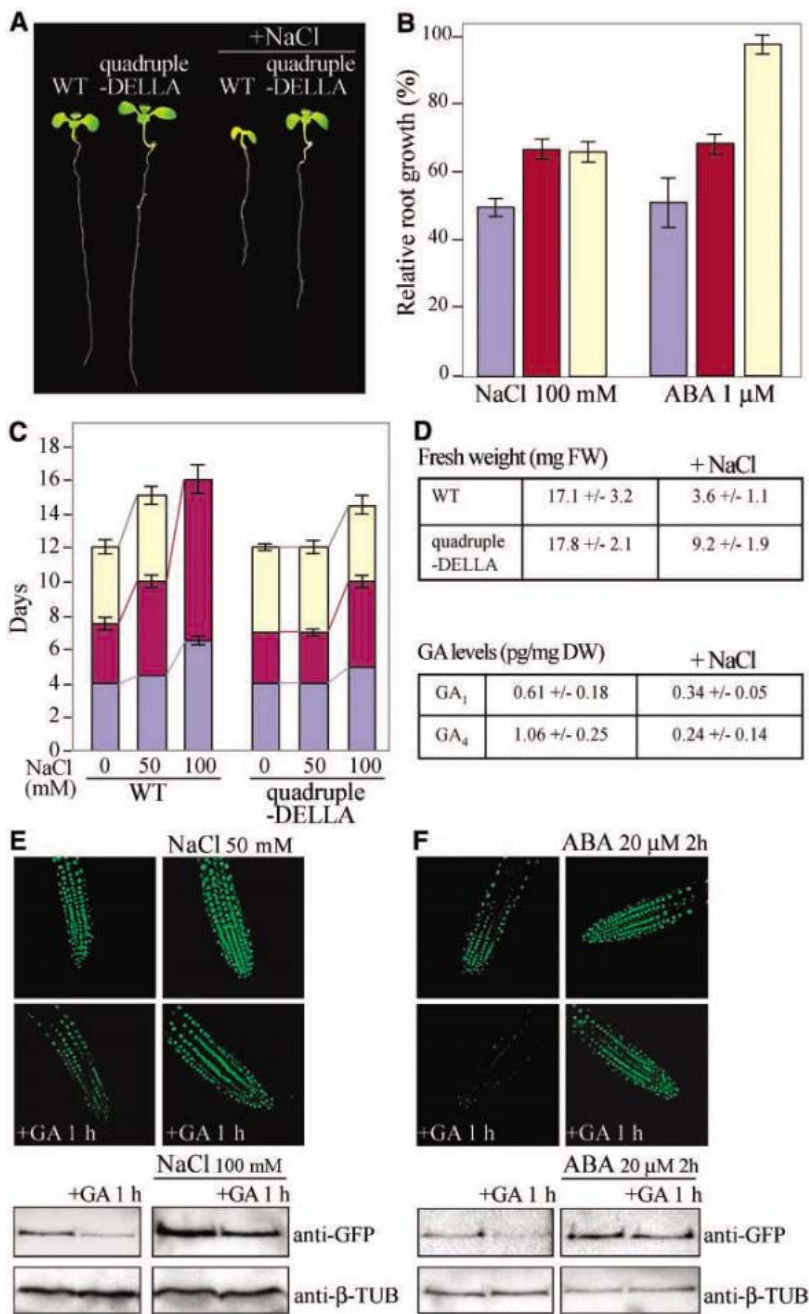 A
+NaCl
WT
quadruple
-DELLA
WT
quadruple
-DELLA
B
Relative root growth (%)
100
80
60
40
20
0
NaCl 100 mM
ABA 1 μM
C
Days
18
16
14
12
10
8
6
4
2
0
NaCl
(mM)
0
50
100
0
50
100
WT
quadruple
-DELLA
D
Fresh weight (mg FW)
+ NaCl
WT 17.1 +/- 3.2 3.6 +/- 1.1
quadruple
-DELLA 17.8 +/- 2.1 9.2 +/- 1.9
GA levels (pg/mg DW)
+ NaCl
GA₁ 0.61 +/- 0.18 0.34 +/- 0.05
GA₄ 1.06 +/- 0.25 0.24 +/- 0.14
E
NaCl 50 mM
+GA 1 h
NaCl 100 mM
+GA 1 h
+GA 1 h
anti-GFP
anti-β-TUB
F
ABA 20 μM 2h
+GA 1 h
ABA 20 μM 2h
+GA 1 h
+GA 1 h
anti-GFP
anti-β-TUB